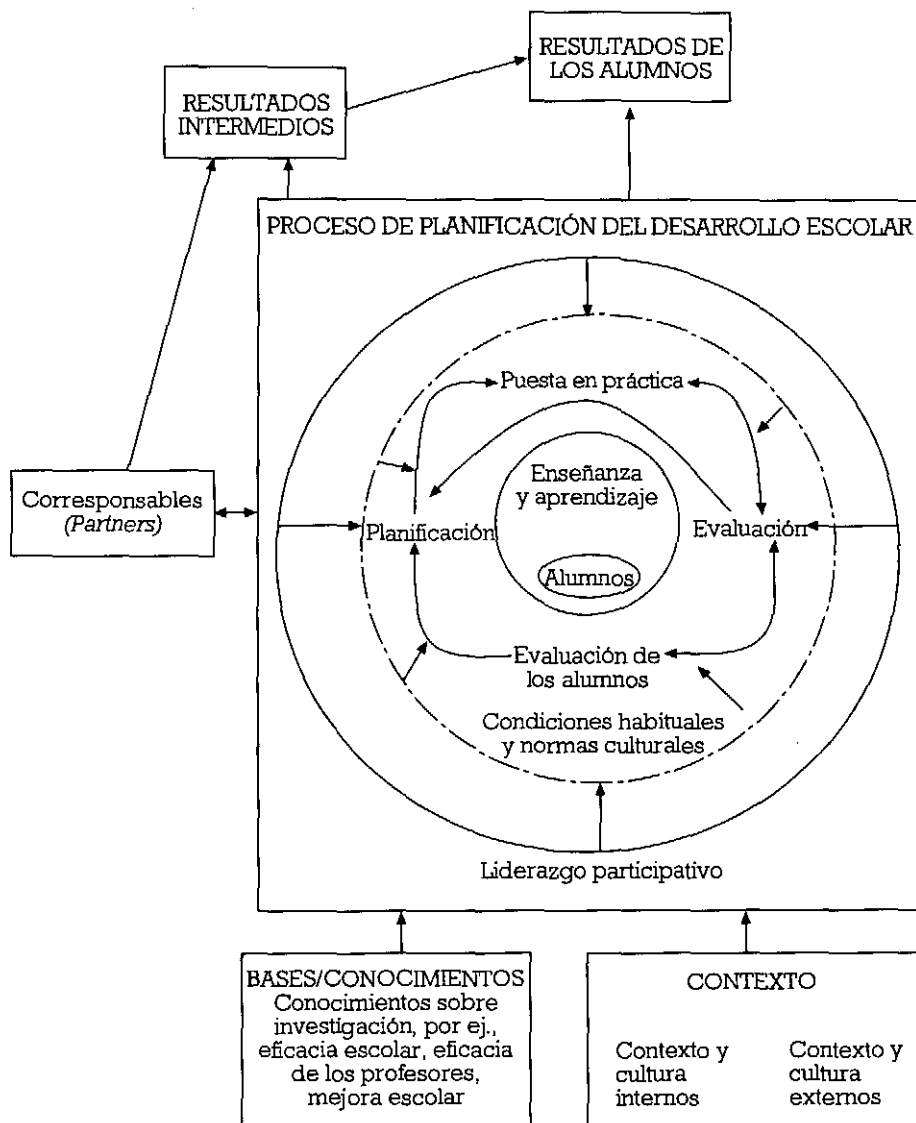 RESULTADOS DE
LOS ALUMNOS
RESULTADOS
INTERMEDIOS
PROCESO DE PLANIFICACIÓN DEL DESARROLLO ESCOLAR
Puesta en práctica
Enseñanza
y aprendizaje
Corresponsables
(Partners)
Planificación
Evaluación
Alumnos
Evaluación de
los alumnos
Condiciones habituales
y normas culturales
Liderazgo participativo
BASES/CONOCIMIENTOS
Conocimientos sobre
investigación, por ej.,
eficacia escolar, eficacia
de los profesores,
mejora escolar
CONTEXTO
Contexto y
cultura
internos
Contexto y
cultura
externos